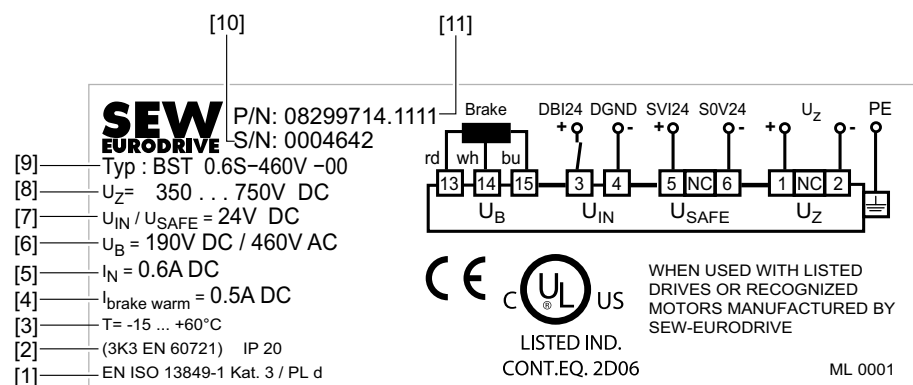 [10]
[11]
SEW
EURODRIVE
P/N: 08299714.1111
S/N: 0004642
[9] Typ : BST 0.6S−460V −00
[8] UZ= 350 . . . 750V DC
[7] UIN / USAFE = 24V DC
[6] UB = 190V DC / 460V AC
[5] IN = 0.6A DC
[4] Ibrake warm = 0.5A DC
[3] T= -15 ... +60°C
[2] (3K3 EN 60721) IP 20
[1] EN ISO 13849-1 Kat. 3 / PL d
Brake DBI24 DGND SVI24 S0V24 UZ PE
+ - + - + -
rd wh bu
13 14 15 3 4 5 NC 6 1 NC 2
UB UIN USAFE UZ
CE
C UL ® US
LISTED IND.
CONT.EQ. 2D06
WHEN USED WITH LISTED
DRIVES OR RECOGNIZED
MOTORS MANUFACTURED BY
SEW-EURODRIVE
ML 0001